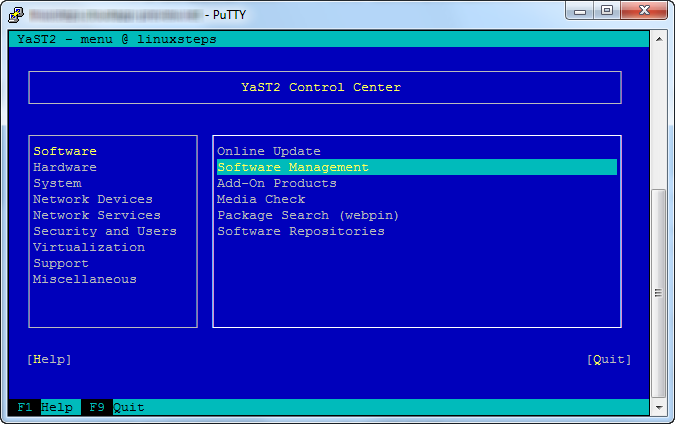 - PuTTY
YaST2 - menu @ linuxsteps
YaST2 Control Center
Software
Hardware
System
Network Devices
Network Services
Security and Users
Virtualization
Support
Miscellaneous
Online Update
Software Management
Add-On Products
Media Check
Package Search (webpin)
Software Repositories
[Help] [Quit]
F1 Help F9 Quit